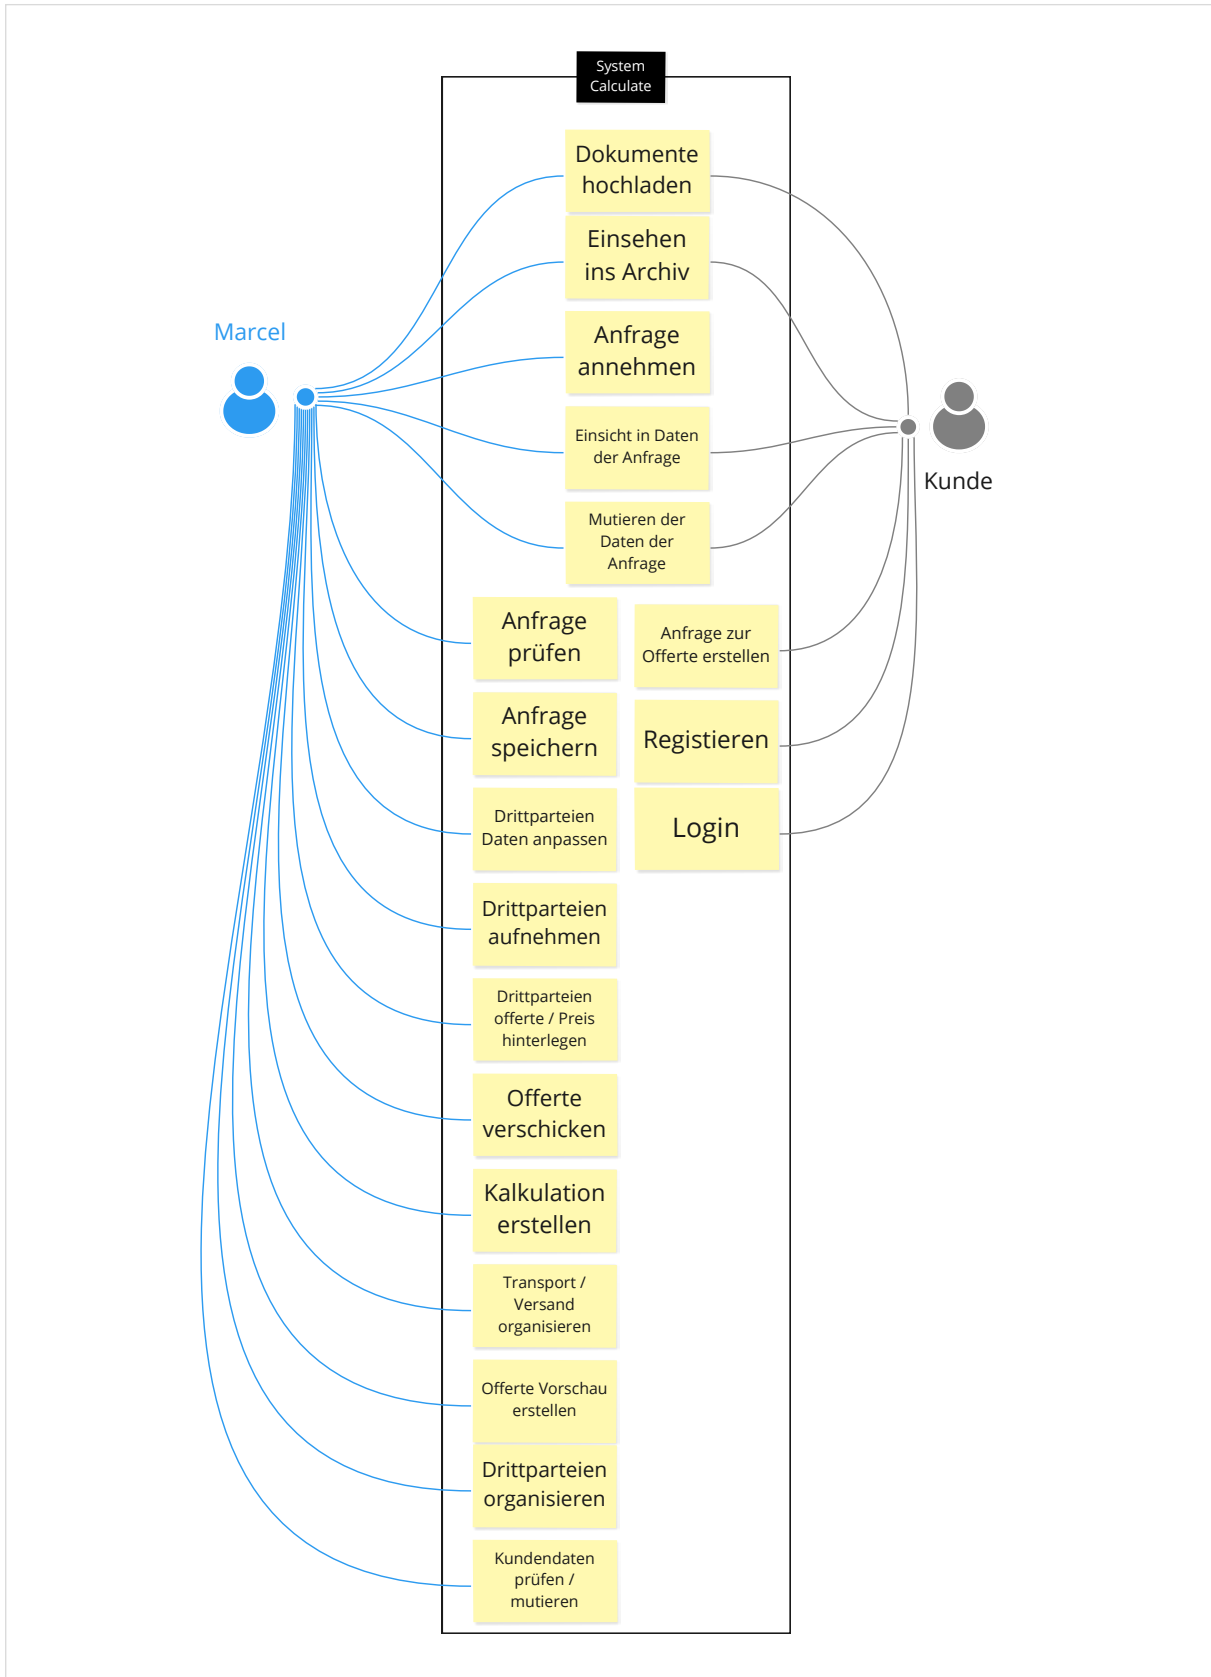 System
Calculate
Dokumente
hochladen
Einsehen
ins Archiv
Marcel
Anfrage
annehmen
Einsicht in Daten
der Anfrage
Kunde
Mutieren der
Daten der
Anfrage
Anfrage
prüfen
Anfrage zur
Offerte erstellen
Anfrage
speichern
Registieren
Drittparteien
Daten anpassen
Login
Drittparteien
aufnehmen
Drittparteien
offerte / Preis
hinterlegen
Offerte
verschicken
Kalkulation
erstellen
Transport /
Versand
organisieren
Offerte Vorschau
erstellen
Drittparteien
organisieren
Kundendaten
prüfen /
mutieren